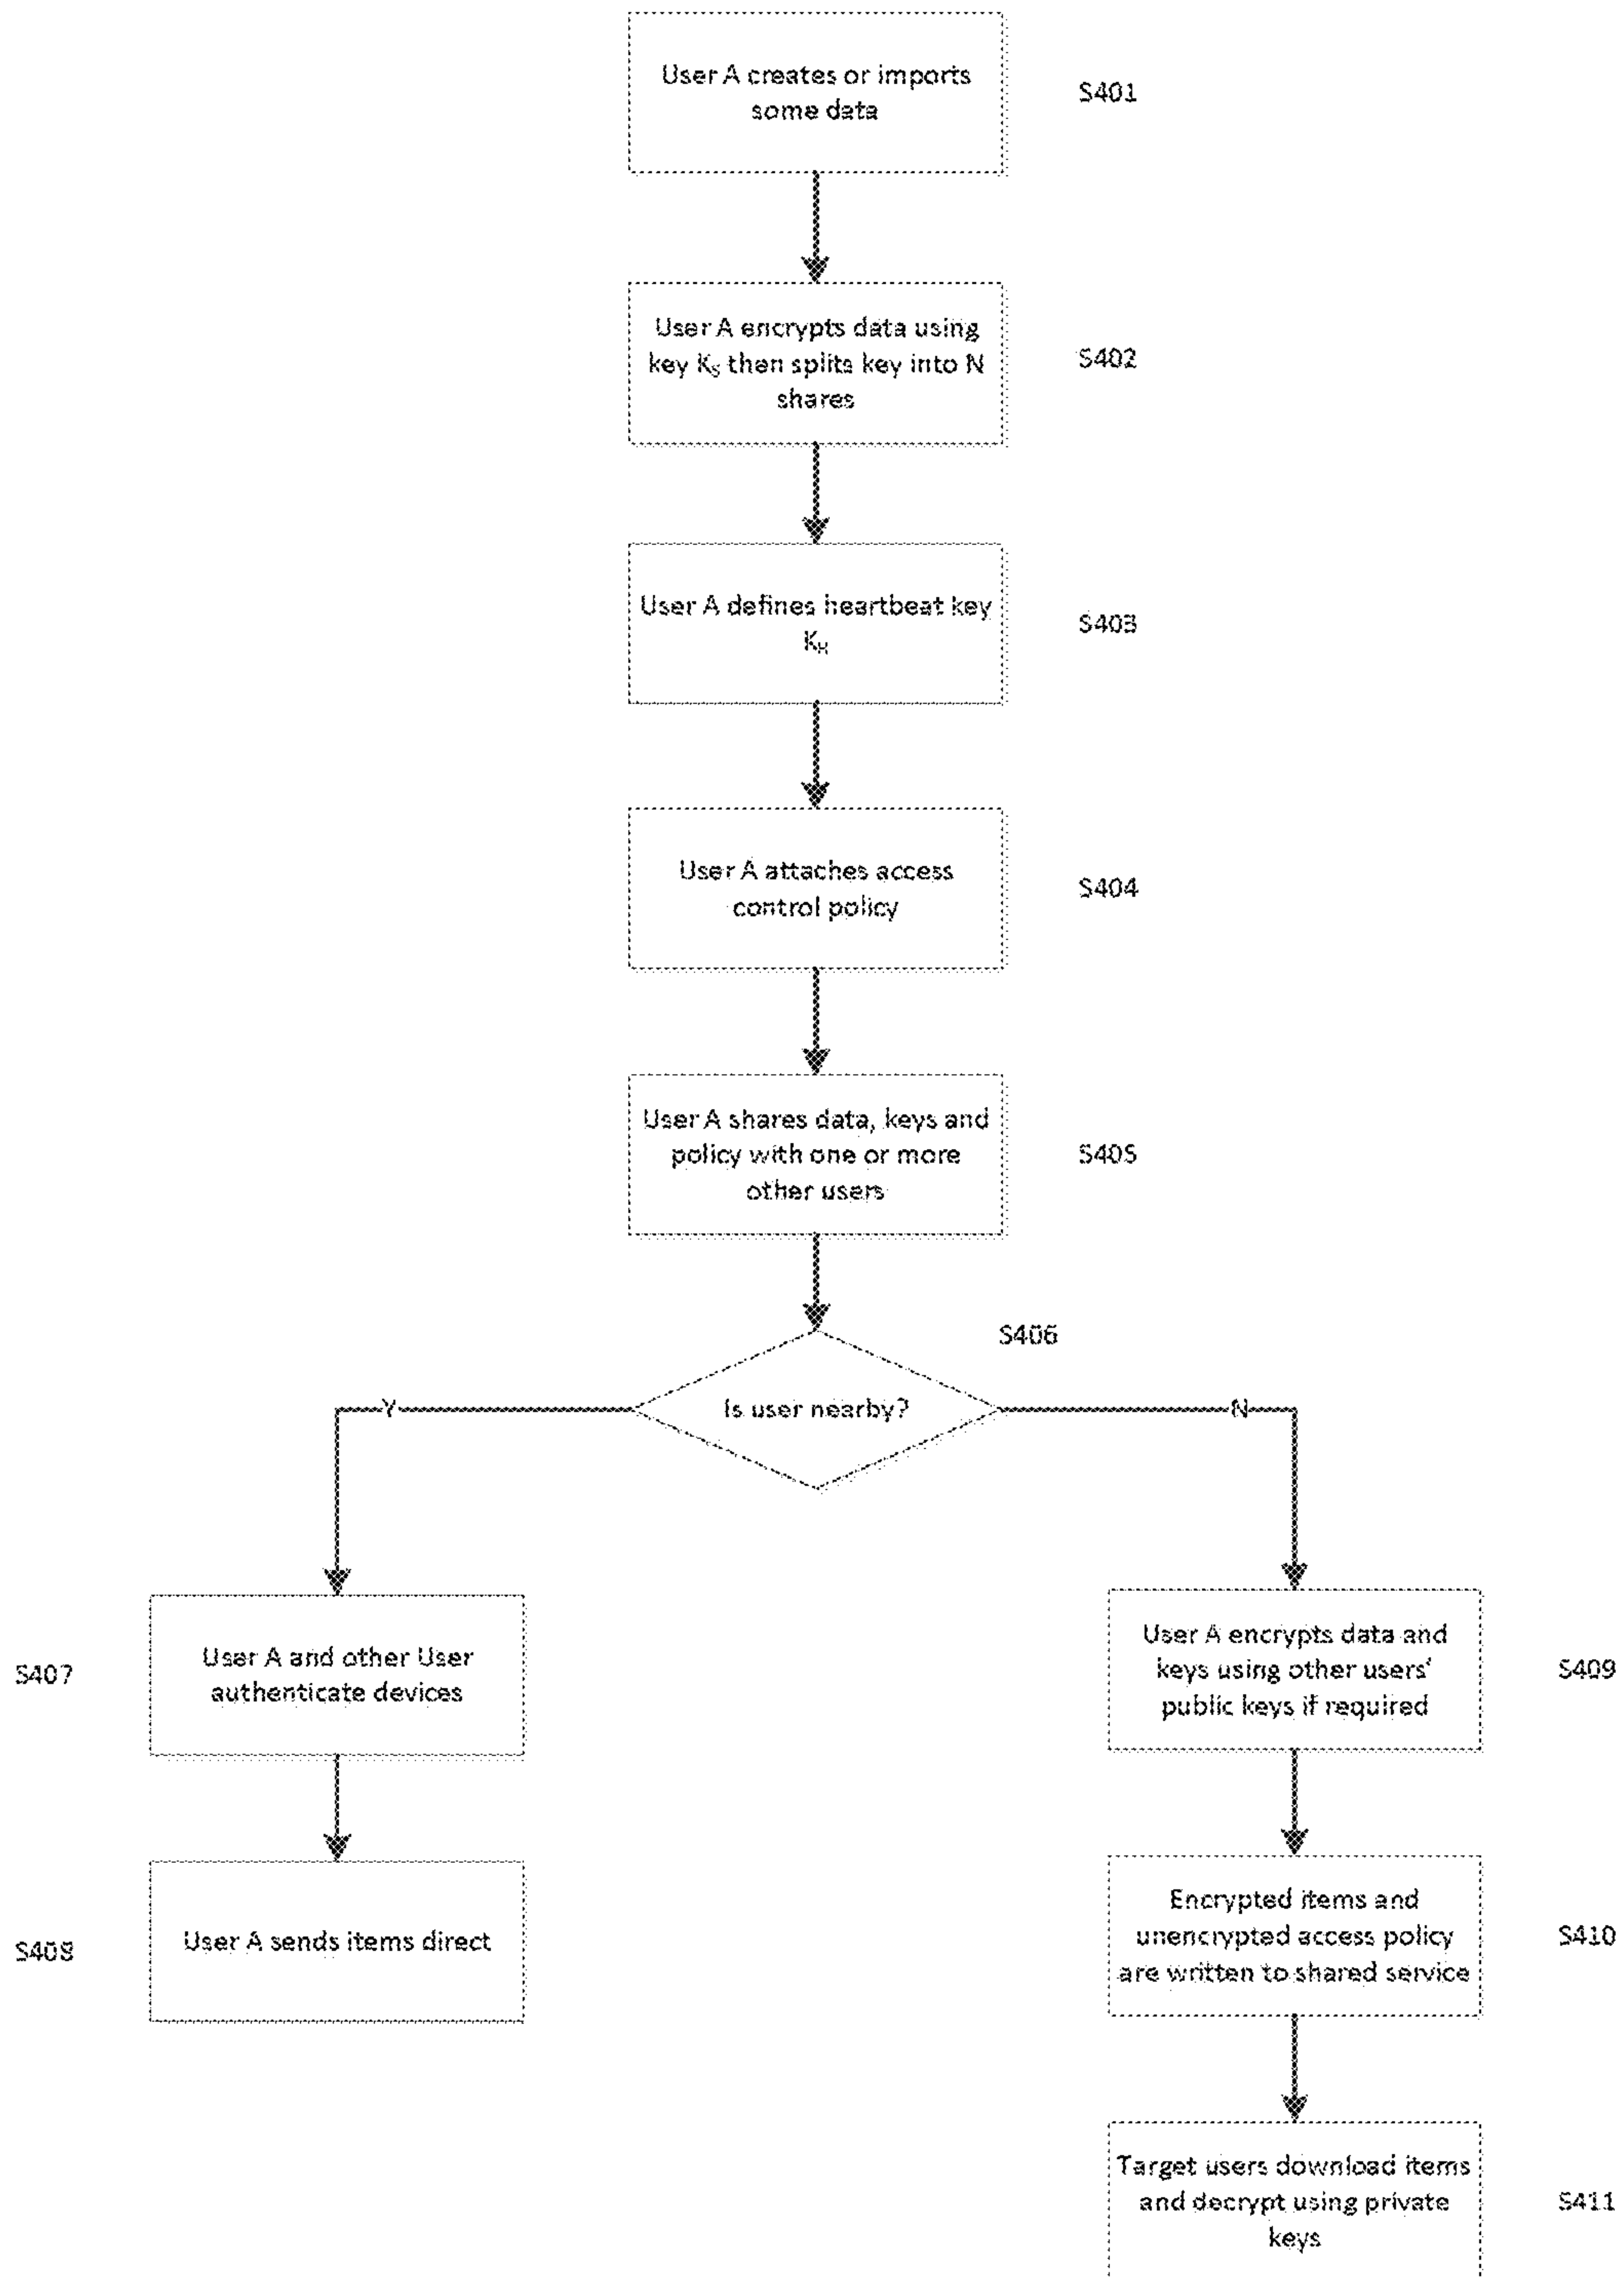 User A creates or imports
some data
S401
User A encrypts data using
key KS then splits key into N
shares
S402
User A defines heartbeat key
KH
S403
User A attaches access
control policy
S404
User A shares data, keys and
policy with one or more
other users
S405
S406
Is user nearby?
Y
N
S407
User A and other User
authenticate devices
User A encrypts data and
keys using other users'
public keys if required
S409
S408
User A sends items direct
Encrypted items and
unencrypted access policy
are written to shared service
S410
Target users download items
and decrypt using private
keys
S411